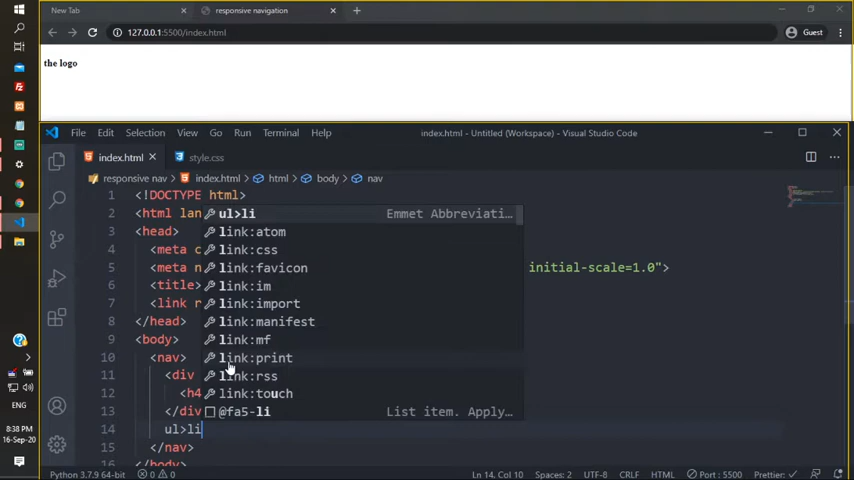 New Tab
responsive navigation
127.0.0.1:5500/index.html
Guest
the logo
File Edit Selection View Go Run Terminal Help
index.html - Untitled (Workspace) - Visual Studio Code
index.html
style.css
responsive nav > index.html > html > body > nav
1 <!DOCTYPE html>
2 <html lan
3 <head>
4 <meta c
5 <meta n initial-scale=1.0">
6 <title>
7 <link r
8 </head>
9 <body>
10 <nav>
11 <div
12 <h4
13 </div
14 ul>li
15 </nav>
16 </body>
ul>li Emmet Abbreviati...
link:atom
link:css
link:favicon
link:im
link:import
link:manifest
link:mf
link:print
link:rss
link:touch
@fa5-li List item. Apply...
ENG
8:38 PM
16-Sep-20
Python 3.7.9 64-bit
0 0
Ln 14, Col 10
Spaces: 2
UTF-8
CRLF
HTML
Port : 5500
Prettier: ✓